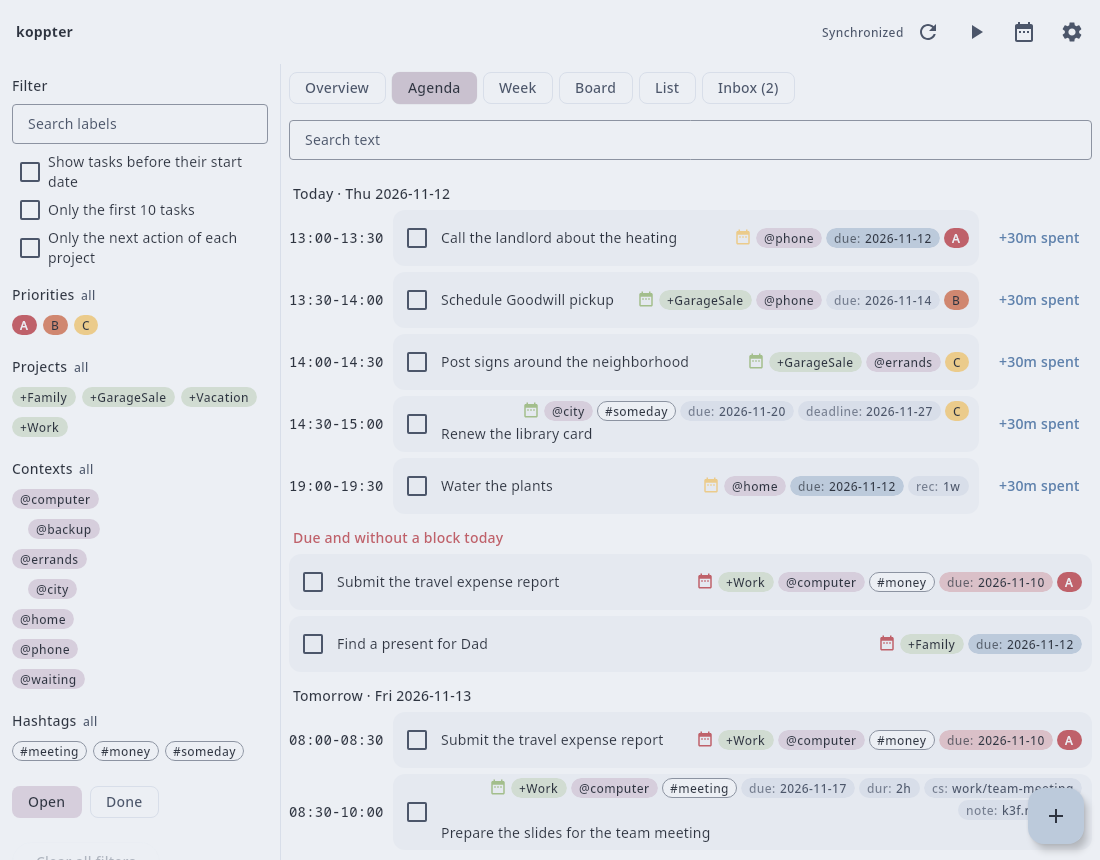 koppter
Synchronized
Filter
Search labels
Show tasks before their start
date
Only the first 10 tasks
Only the next action of each
project
Priorities all
A B C
Projects all
+Family +GarageSale +Vacation
+Work
Contexts all
@computer
@backup
@errands
@city
@home
@phone
@waiting
Hashtags all
#meeting #money #someday
Open Done
Clear all filters
Overview Agenda Week Board List Inbox (2)
Search text
Today · Thu 2026-11-12
13:00-13:30 Call the landlord about the heating @phone due: 2026-11-12 A +30m spent
13:30-14:00 Schedule Goodwill pickup +GarageSale @phone due: 2026-11-14 B +30m spent
14:00-14:30 Post signs around the neighborhood +GarageSale @errands C +30m spent
@city #someday due: 2026-11-20 deadline: 2026-11-27 C
14:30-15:00 Renew the library card +30m spent
19:00-19:30 Water the plants @home due: 2026-11-12 rec: 1w +30m spent
Due and without a block today
Submit the travel expense report +Work @computer #money due: 2026-11-10 A
Find a present for Dad +Family due: 2026-11-12
Tomorrow · Fri 2026-11-13
08:00-08:30 Submit the travel expense report +Work @computer #money due: 2026-11-10 A
+Work @computer #meeting due: 2026-11-17 dur: 2h cs: work/team-meeting
08:30-10:00 note:
Prepare the slides for the team meeting